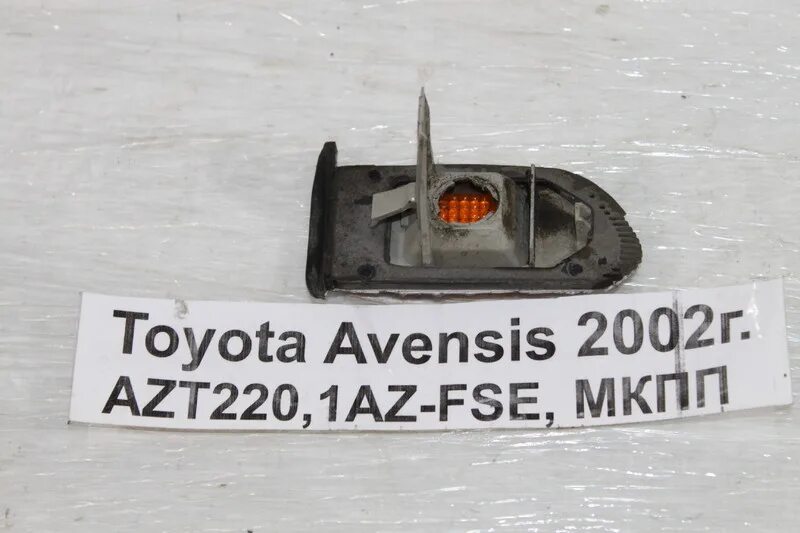 Toyota Avensis 2002г.
AZT220,1AZ-FSE, МКПП